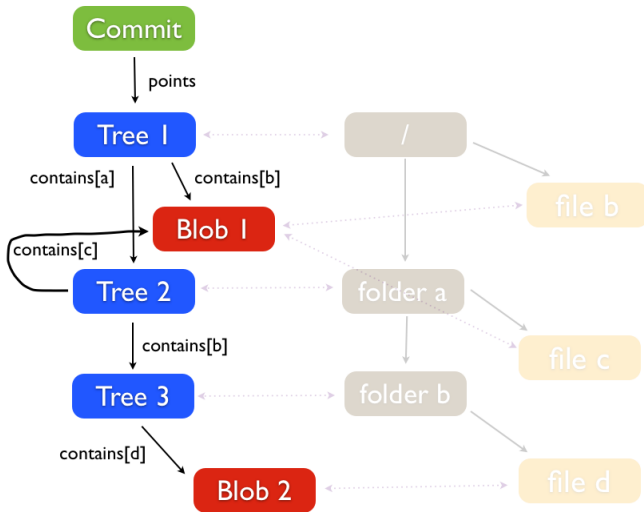 Commit
points
Tree 1
/
contains[a]
contains[b]
file b
Blob 1
contains[c]
Tree 2
folder a
contains[b]
file c
Tree 3
folder b
contains[d]
Blob 2
file d